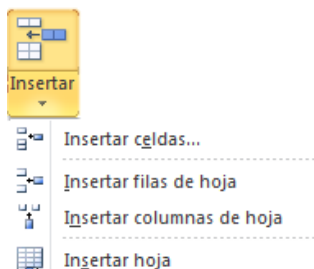 Insertar
Insertar celdas...
Insertar filas de hoja
Insertar columnas de hoja
Insertar hoja